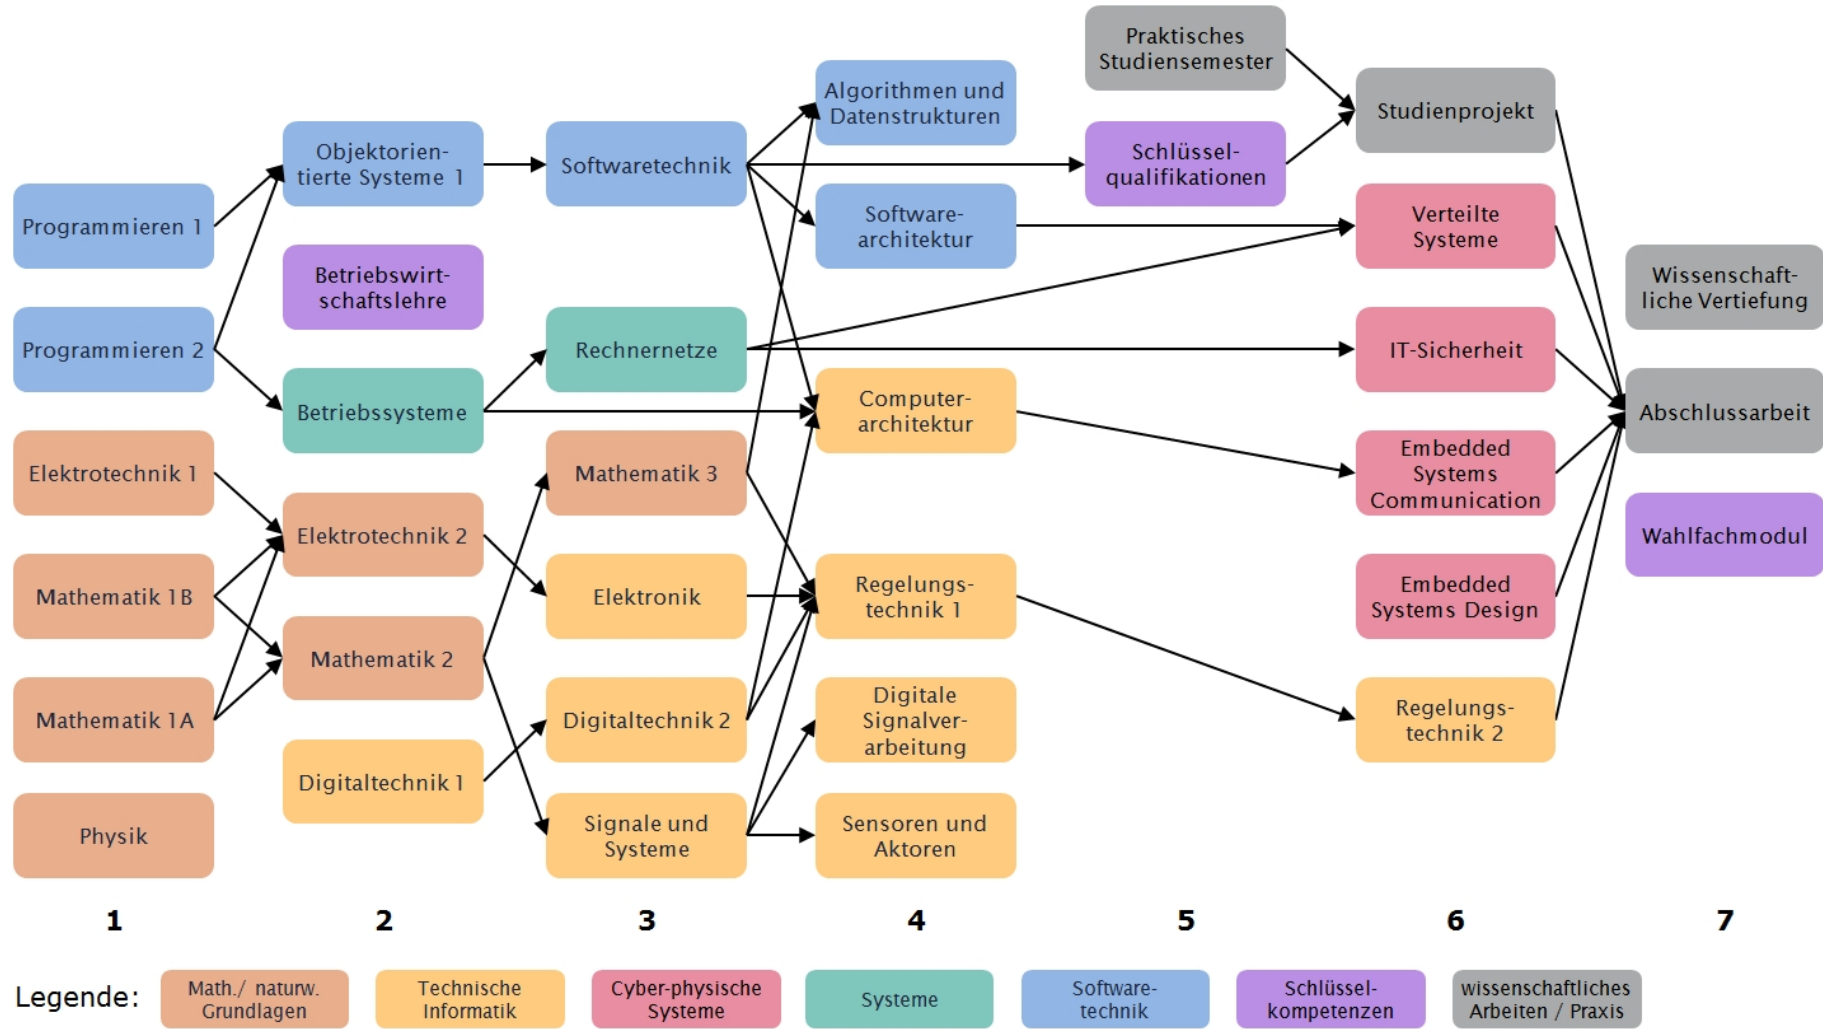 Programmieren 1
Programmieren 2
Elektrotechnik 1
Mathematik 1B
Mathematik 1A
Physik
Objektorien-
tierte Systeme 1
Betriebswirt-
schaftslehre
Betriebssysteme
Elektrotechnik 2
Mathematik 2
Digitaltechnik 1
Softwaretechnik
Rechnernetze
Mathematik 3
Elektronik
Digitaltechnik 2
Signale und
Systeme
Algorithmen und
Datenstrukturen
Software-
architektur
Computer-
architektur
Regelungs-
technik 1
Digitale
Signalver-
arbeitung
Sensoren und
Aktoren
Praktisches
Studiensemester
Schlüssel-
qualifikationen
Studienprojekt
Verteilte
Systeme
IT-Sicherheit
Embedded
Systems
Communication
Embedded
Systems Design
Regelungs-
technik 2
Wissenschaft-
liche Vertiefung
Abschlussarbeit
Wahlfachmodul
1 2 3 4 5 6 7
Legende:
Math./ naturw.
Grundlagen
Technische
Informatik
Cyber-physische
Systeme
Systeme
Software-
technik
Schlüssel-
kompetenzen
wissenschaftliches
Arbeiten / Praxis